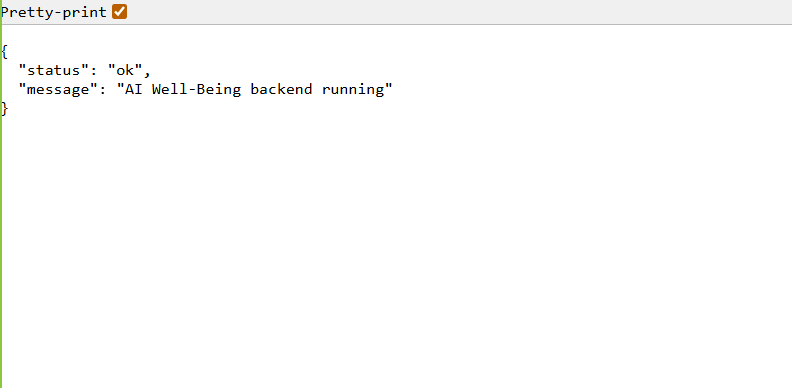 Pretty-print
{
  "status": "ok",
  "message": "AI Well-Being backend running"
}